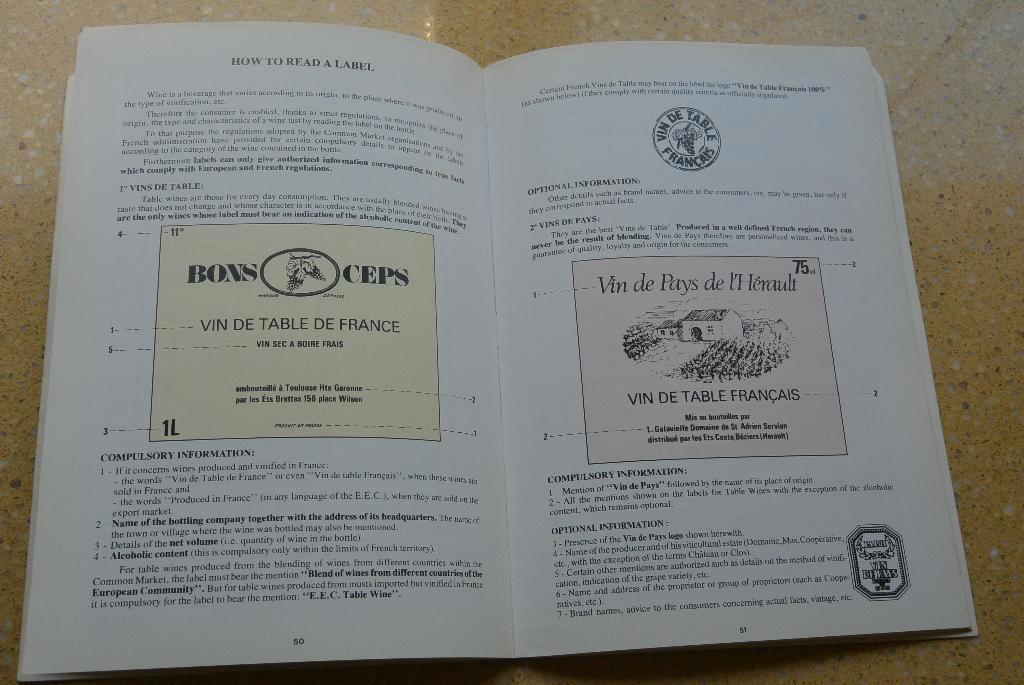 HOW TO READ A LABEL
Wine is a beverage that varies according to its origin, to the place where it was produced, to
the type of vinification, etc.
Therefore the consumer is enabled, thanks to strict regulations, to recognize the place of
origin, the type and characteristics of a wine just by reading the label on the bottle.
To that purpose the regulations adopted by the Common Market organisations and by the
French administration have provided for certain compulsory details to appear on the labels
according to the category of the wine contained in the bottle.
Furthermore labels can only give authorized information corresponding to true facts
which comply with European and French regulations.
1° VINS DE TABLE:
Table wines are those for every day consumption. They are usually blended wines having a
taste that does not change and whose character is in accordance with the place of their birth. They
are the only wines whose label must bear an indication of the alcoholic content of the wine.
4 11°
BONS CEPS
MARQUE DÉPOSÉE
1 VIN DE TABLE DE FRANCE
5 VIN SEC A BOIRE FRAIS
embouteillé à Toulouse Hte Garonne
par les Éts Brettes 156 place Wilson 2
3 1L PRODUIT EN FRANCE 1
COMPULSORY INFORMATION:
1 - If it concerns wines produced and vinified in France:
- the words "Vin de Table de France" or even "Vin de table Français", when these wines are
sold in France and
- the words "Produced in France" (in any language of the E.E.C.), when they are sold on the
export market.
2 - Name of the bottling company together with the address of its headquarters. The name of
the town or village where the wine was bottled may also be mentioned.
3 - Details of the net volume (i.e. quantity of wine in the bottle).
4 - Alcoholic content (this is compulsory only within the limits of French territory).
For table wines produced from the blending of wines from different countries within the
Common Market, the label must bear the mention "Blend of wines from different countries of the
European Community". But for table wines produced from musts imported but vinified in france
it is compulsory for the label to bear the mention: "E.E.C. Table Wine".
50
Certain French Vins de Table may bear on the label the logo "Vin de Table Français 100%"
(as shown below) if they comply with certain quality criteria as officially stipulated.
VIN DE TABLE
FRANÇAIS
OPTIONAL INFORMATION:
Other details such as brand names, advice to the consumers, etc. may be given, but only if
they correspond to actual facts.
2° VINS DE PAYS:
They are the best 'Vins de Table'. Produced in a well defined French region, they can
never be the result of blending. Vins de Pays therefore are personalized wines, and this is a
guarantee of quality, loyalty and origin for the consumers.
75cl 2
1 Vin de Pays de l'Hérault
VIN DE TABLE FRANÇAIS 2
Mis en bouteilles par
2 L. Galavielle Domaine de St Adrien Servian
distribué par les Ets Coste, Béziers (Hérault)
COMPULSORY INFORMATION:
1 - Mention of "Vin de Pays" followed by the name of its place of origin.
2 - All the mentions shown on the labels for Table Wines with the exception of the alcoholic
content, which remains optional.
OPTIONAL INFORMATION :
3 - Presence of the Vin de Pays logo shown herewith.
4 - Name of the producer and of his viticultural estate (Domaine, Mas, Coopérative,
etc., with the exception of the terms Château or Clos).
5 - Certain other mentions are authorized such as details on the method of vinifi-
cation, indication of the grape variety, etc.
6 - Name and address of the proprietor or group of proprietors (such as Coope-
ratives, etc.).
7 - Brand names, advice to the consumers concerning actual facts, vintage, etc.
VIN
DE PAYS
51